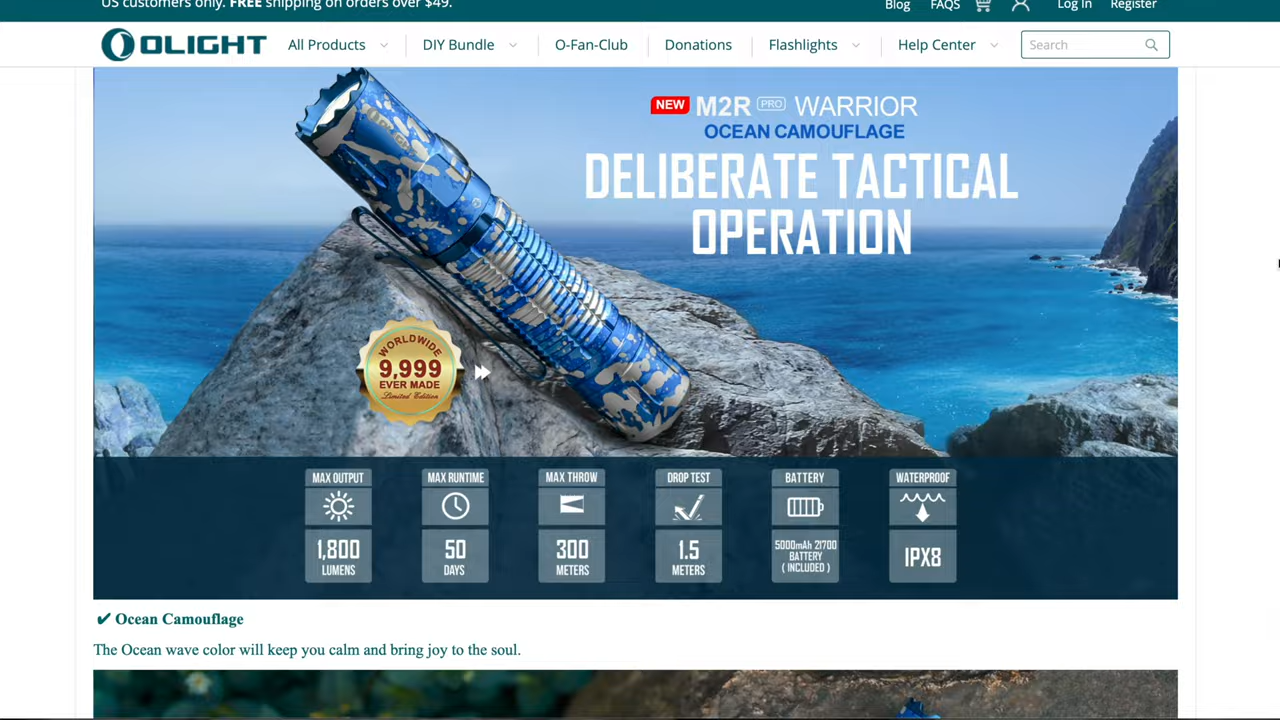 US customers only. FREE shipping on orders over $49.
Blog FAQS Log In Register
OLIGHT All Products DIY Bundle O-Fan-Club Donations Flashlights Help Center Search
NEW M2R PRO WARRIOR
OCEAN CAMOUFLAGE
DELIBERATE TACTICAL
OPERATION
WORLDWIDE
9,999
EVER MADE
Limited Edition
MAX OUTPUT MAX RUNTIME MAX THROW DROP TEST BATTERY WATERPROOF
1,800 LUMENS
50 DAYS
300 METERS
1.5 METERS
5000mAh 21700
BATTERY
( INCLUDED )
IPX8
✔ Ocean Camouflage
The Ocean wave color will keep you calm and bring joy to the soul.